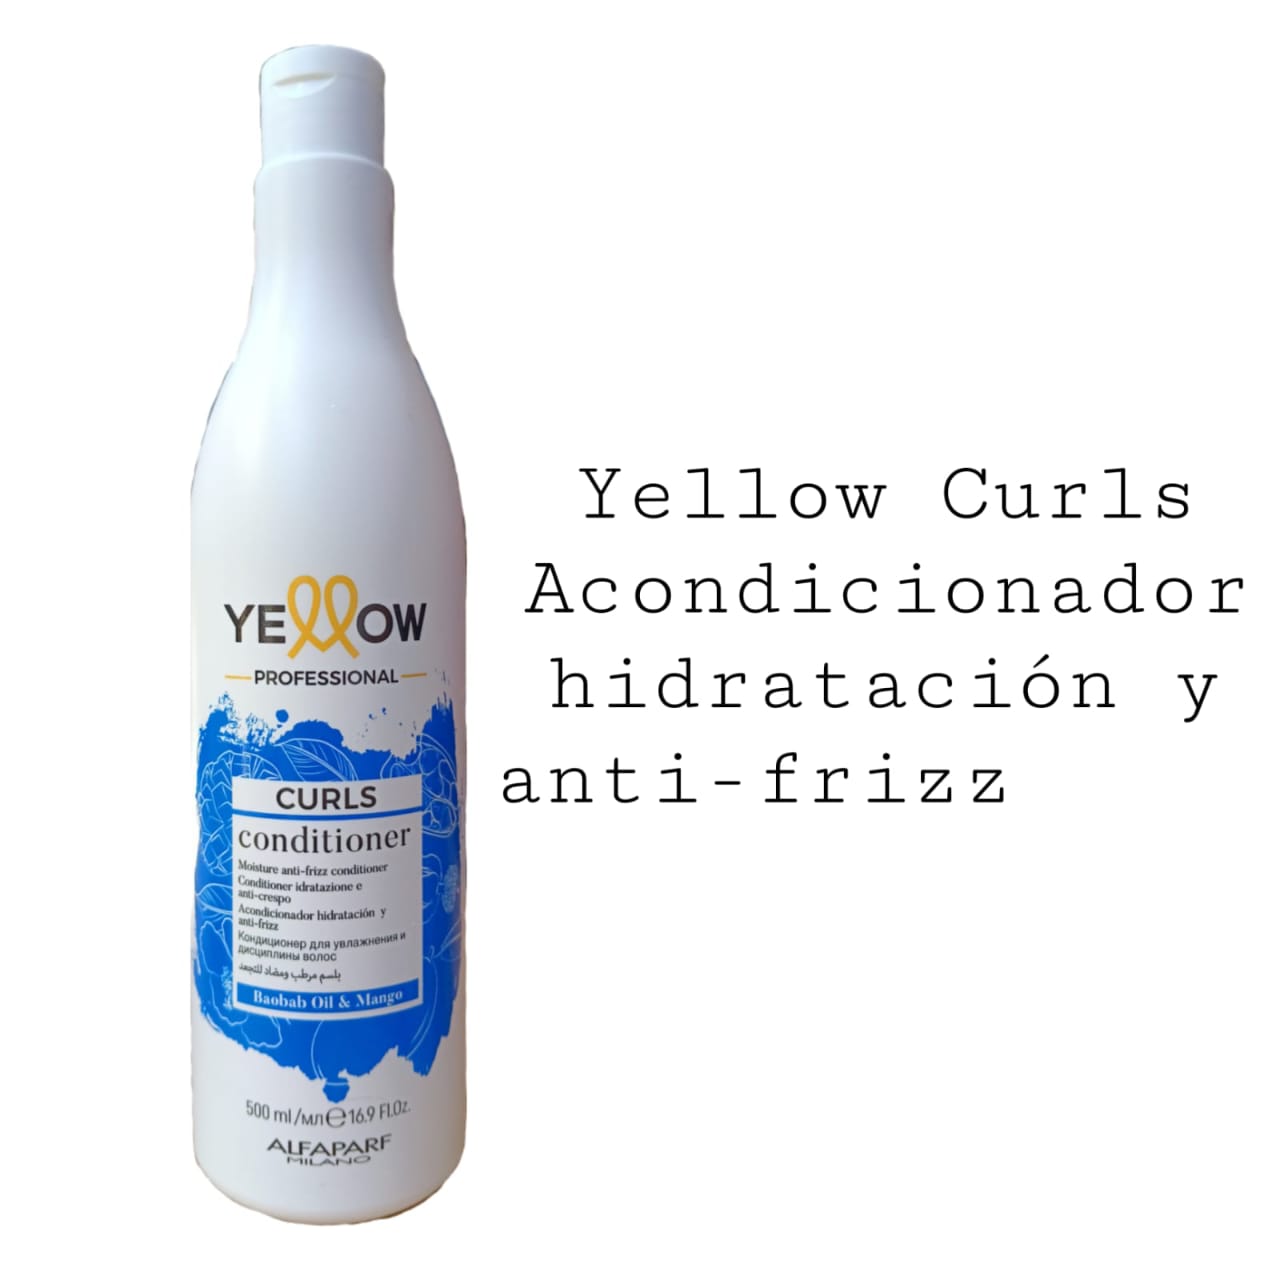 YELLOW
PROFESSIONAL
CURLS
conditioner
Moisture anti-frizz conditioner
Conditioner idratazione e
anti-crespo
Acondicionador hidratación y
anti-frizz
Кондиционер для увлажнения и
дисциплины волос
بلسم مرطب ومضاد للتجعد
Baobab Oil & Mango
500 ml/мл℮16.9 Fl.Oz.
ALFAPARF
MILANO
Yellow Curls
Acondicionador
hidratación y
anti-frizz